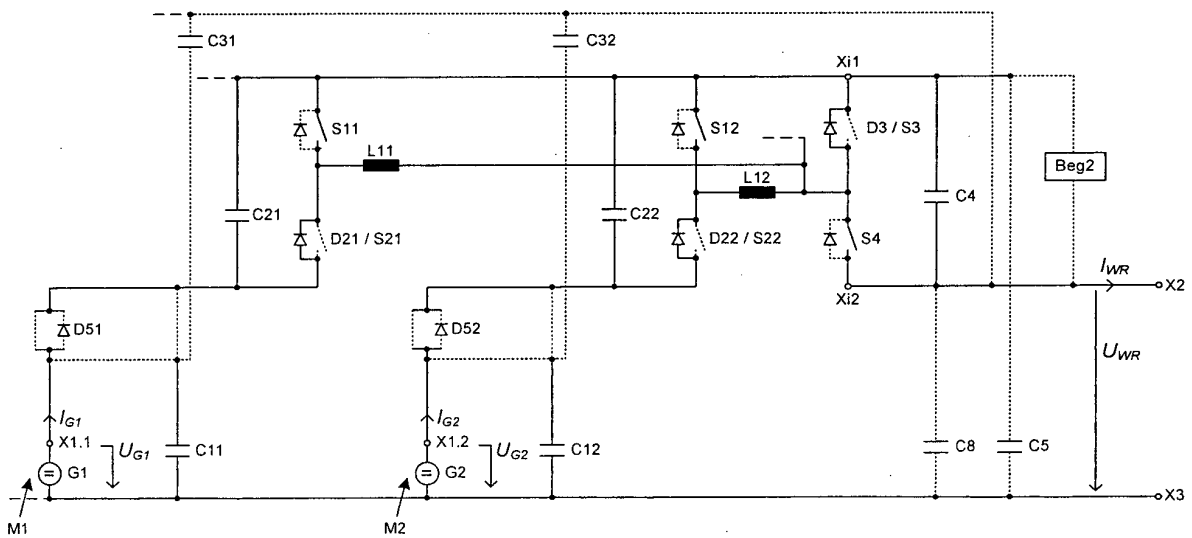 C31
C32
Xi1
S11
S12
D3 / S3
L11
Beg2
L12
C4
C21
C22
D21 / S21
D22 / S22
S4
I_WR
X2
Xi2
D51
D52
U_WR
I_G1
I_G2
X1.1
U_G1
C11
X1.2
U_G2
C12
C8
C5
G1
G2
X3
M1
M2